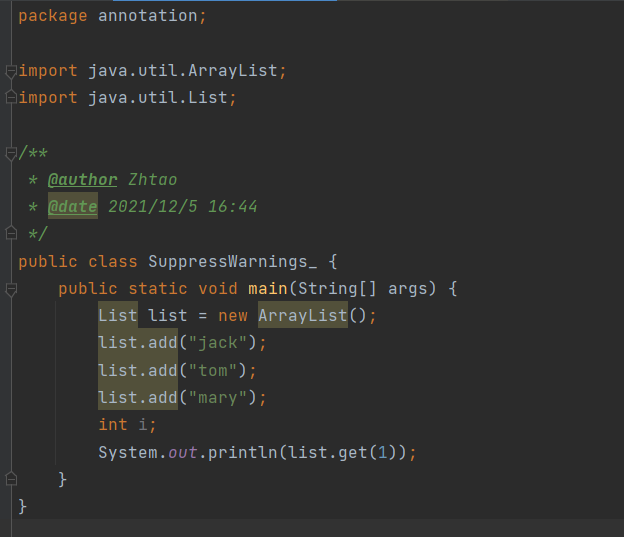 package annotation;
import java.util.ArrayList;
import java.util.List;
/**
* @author Zhtao
* @date 2021/12/5 16:44
*/
public class SuppressWarnings_ {
public static void main(String[] args) {
List list = new ArrayList();
list.add("jack");
list.add("tom");
list.add("mary");
int i;
System.out.println(list.get(1));
}
}